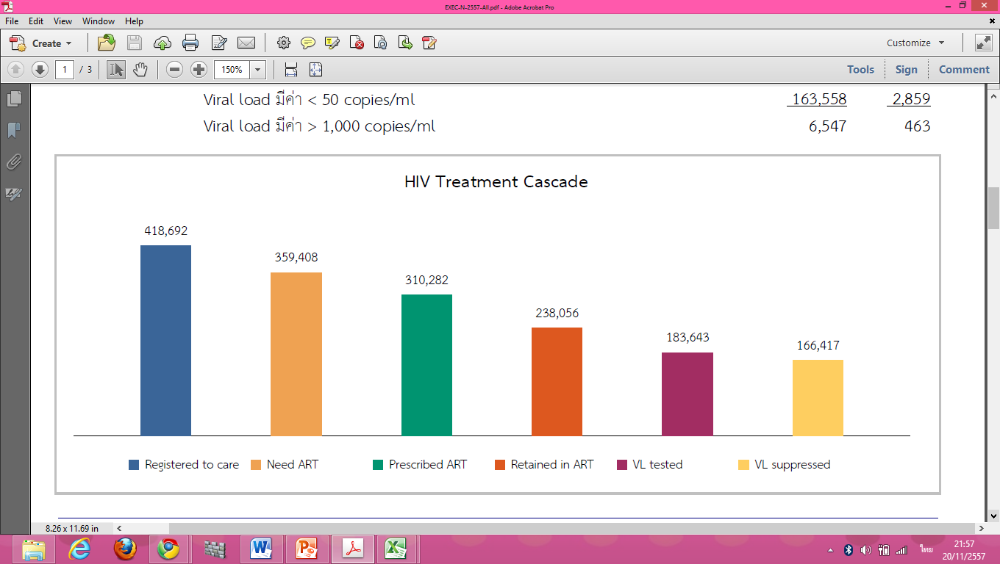 EXEC-N-2557-All.pdf - Adobe Acrobat Pro
File Edit View Window Help
Create Customize
1 / 3 150% Tools Sign Comment
Viral load มีค่า < 50 copies/ml 163,558 2,859
Viral load มีค่า > 1,000 copies/ml 6,547 463
HIV Treatment Cascade
418,692
359,408
310,282
238,056
183,643
166,417
Registered to care Need ART Prescribed ART Retained in ART VL tested VL suppressed
8.26 x 11.69 in
ไทย 21:57
20/11/2557